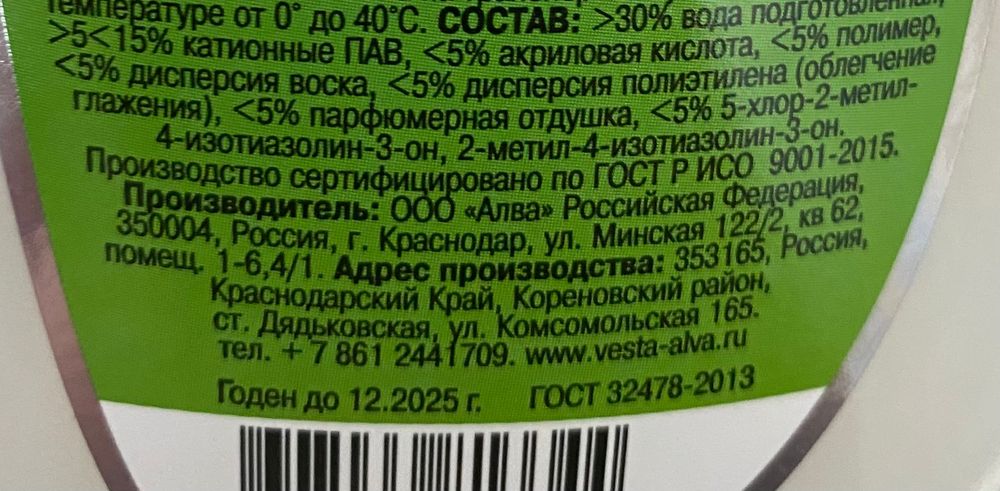 температуре от 0° до 40°С. СОСТАВ: >30% вода подготовленная,
>5<15% катионные ПАВ, <5% акриловая кислота, <5% полимер,
<5% дисперсия воска, <5% дисперсия полиэтилена (облегчение
глажения), <5% парфюмерная отдушка, <5% 5-хлор-2-метил-
4-изотиазолин-3-он, 2-метил-4-изотиазолин-3-он.
Производство сертифицировано по ГОСТ Р ИСО 9001-2015.
Производитель: ООО «Алва» Российская Федерация,
350004, Россия, г. Краснодар, ул. Минская 122/2, кв 62,
помещ. 1-6,4/1. Адрес производства: 353165, Россия,
Краснодарский Край, Кореновский район,
ст. Дядьковская, ул. Комсомольская 165.
тел. + 7 861 2441709. www.vesta-alva.ru
Годен до 12.2025 г. ГОСТ 32478-2013